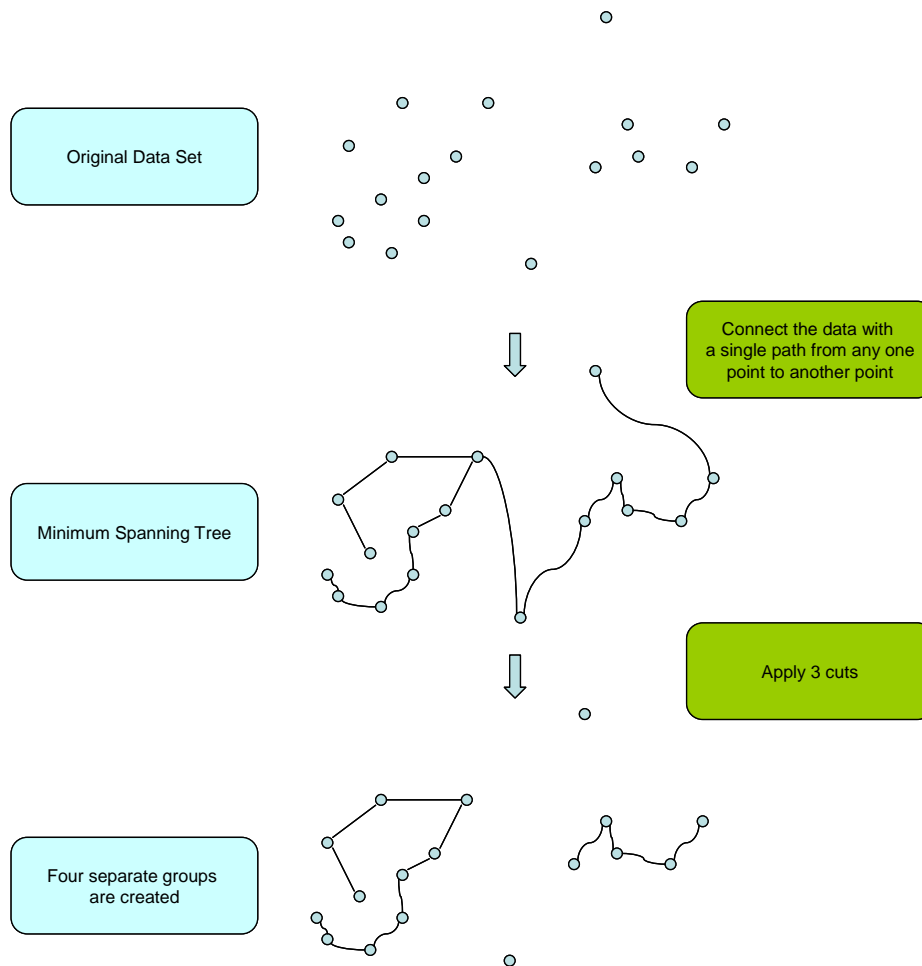 Original Data Set
Connect the data with
a single path from any one
point to another point
Minimum Spanning Tree
Apply 3 cuts
Four separate groups
are created